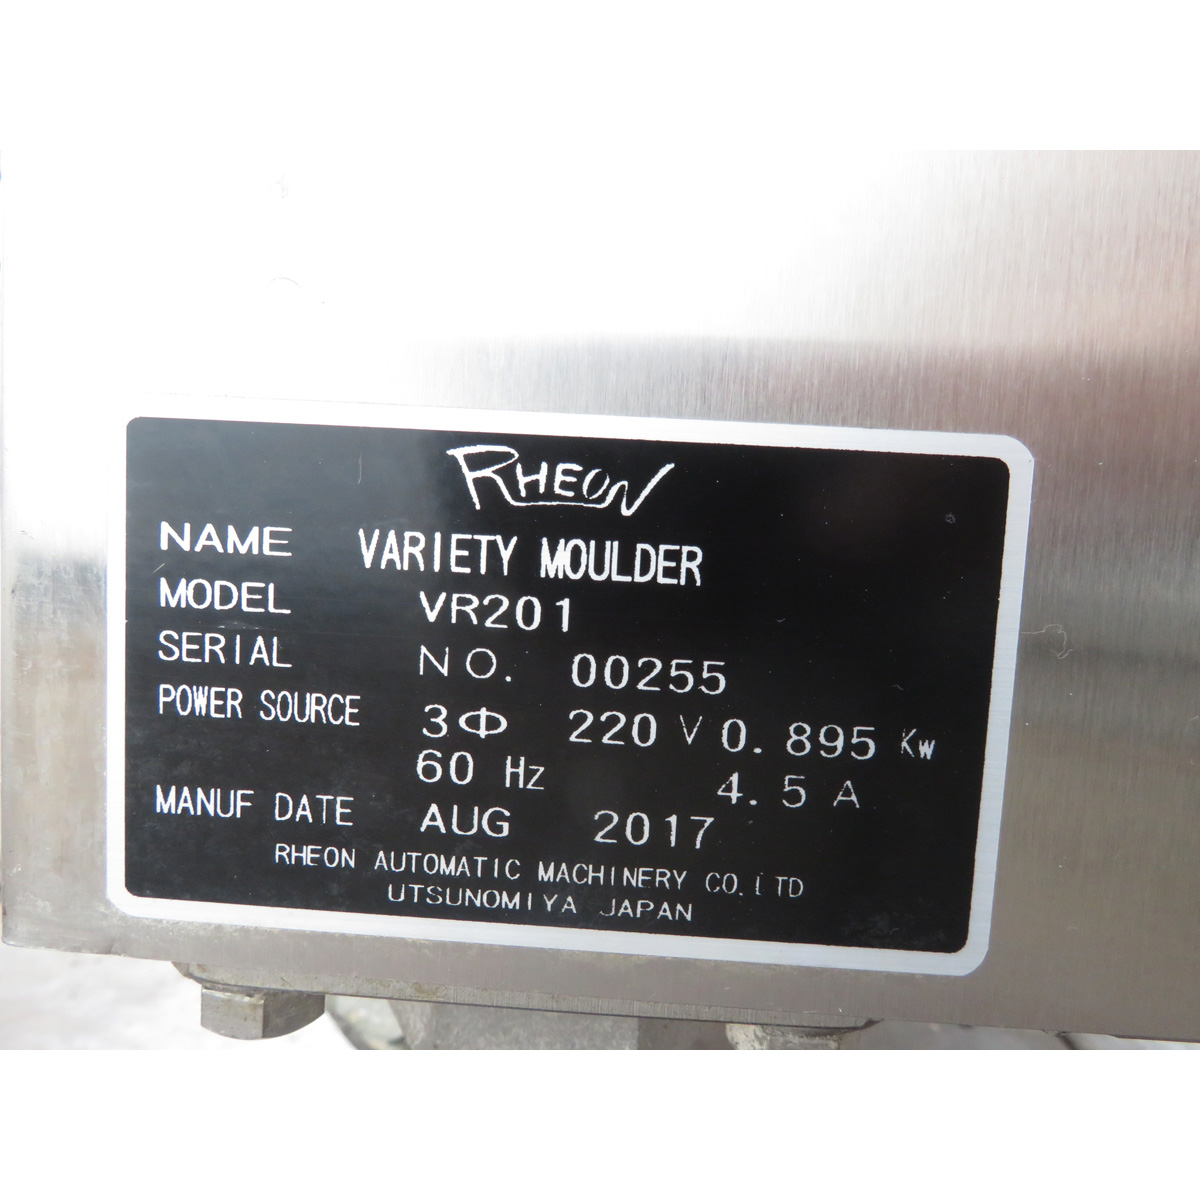 RHEON
NAME VARIETY MOULDER
MODEL VR201
SERIAL NO. 00255
POWER SOURCE 3Φ 220 V 0.895 Kw
60 Hz 4.5 A
MANUF DATE AUG 2017
RHEON AUTOMATIC MACHINERY CO. LTD
UTSUNOMIYA JAPAN